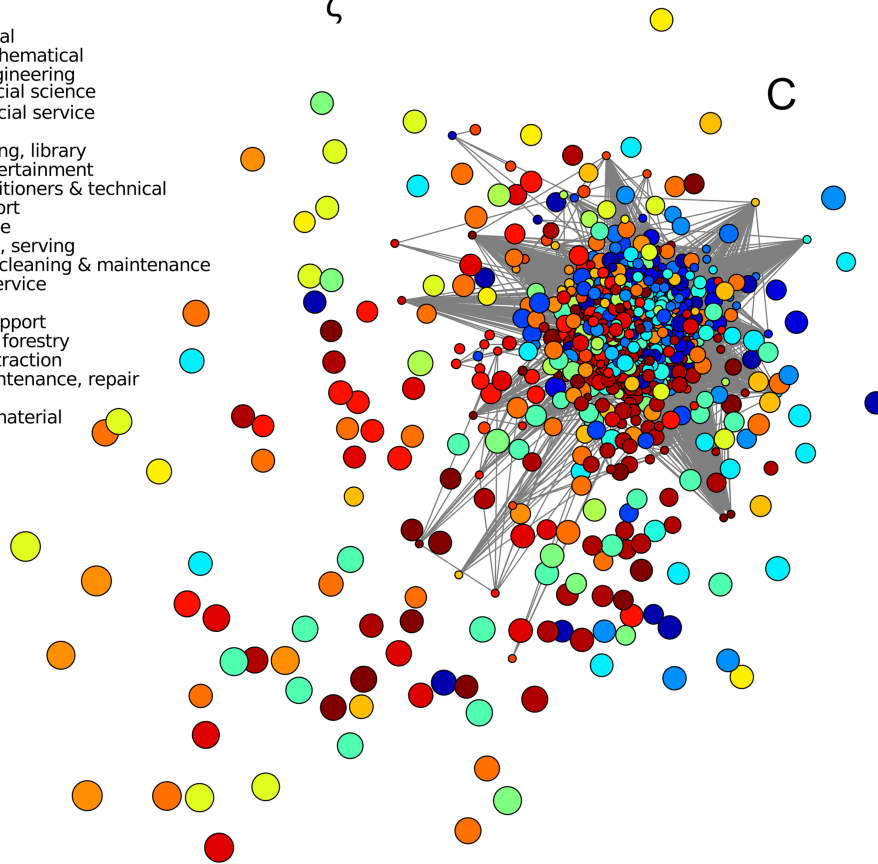 ζ
al
hematical
gineering
cial science
cial service
C
ng, library
ertainment
itioners & technical
ort
e
, serving
cleaning & maintenance
ervice
pport
forestry
traction
ntenance, repair
material